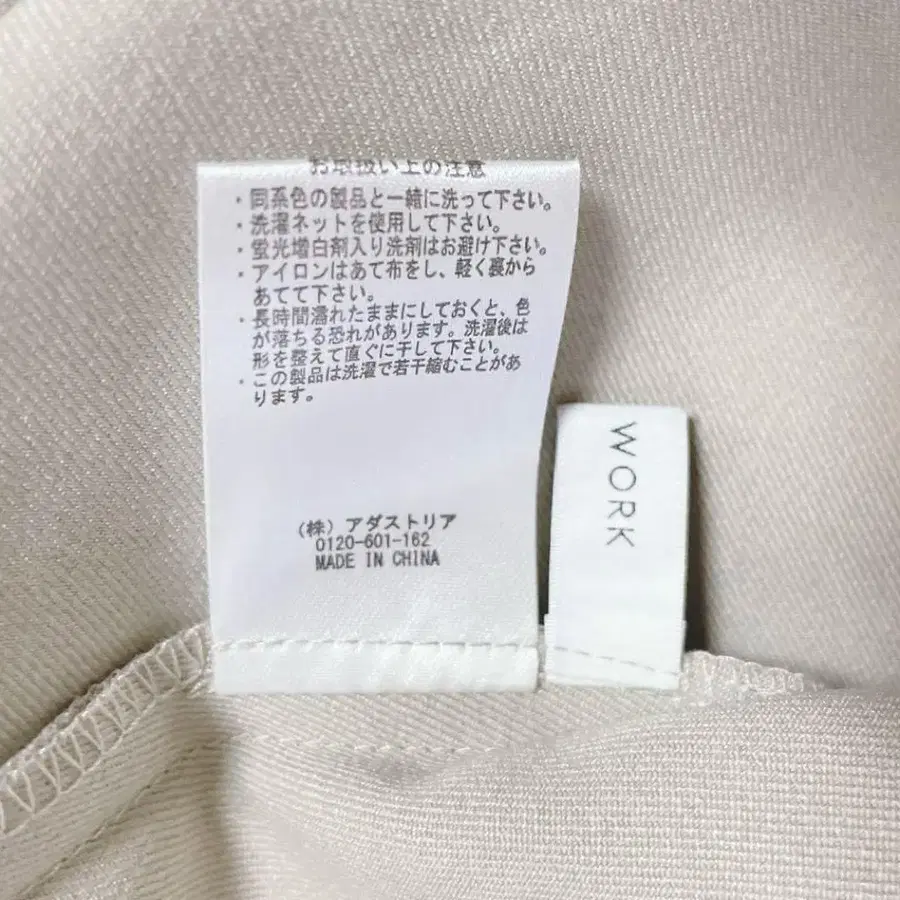 お取扱い上の注意
・同系色の製品と一緒に洗って下さい。
・洗濯ネットを使用して下さい。
・蛍光増白剤入り洗剤はお避け下さい。
・アイロンはあて布をし、軽く裏から
あてて下さい。
・長時間濡れたままにしておくと、色
が落ちる恐れがあります。洗濯後は
形を整えて直ぐに干して下さい。
・この製品は洗濯で若干縮むことがあ
ります。
(株) アダストリア
0120-601-162
MADE IN CHINA
WORK